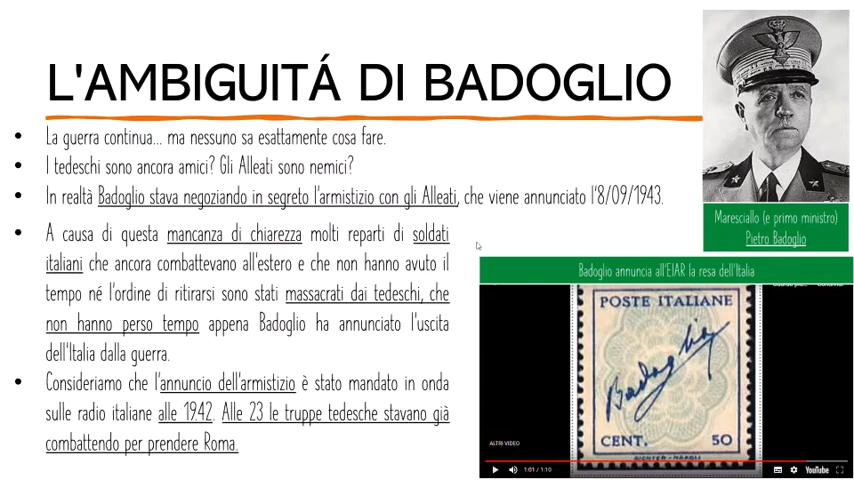 L'AMBIGUITÁ DI BADOGLIO
• La guerra continua... ma nessuno sa esattamente cosa fare.
• I tedeschi sono ancora amici? Gli Alleati sono nemici?
• In realtà Badoglio stava negoziando in segreto l'armistizio con gli Alleati, che viene annunciato l'8/09/1943.
• A causa di questa mancanza di chiarezza molti reparti di soldati
italiani che ancora combattevano all'estero e che non hanno avuto il
tempo né l'ordine di ritirarsi sono stati massacrati dai tedeschi, che
non hanno perso tempo appena Badoglio ha annunciato l'uscita
dell'Italia dalla guerra.
• Consideriamo che l'annuncio dell'armistizio è stato mandato in onda
sulle radio italiane alle 19.42. Alle 23 le truppe tedesche stavano già
combattendo per prendere Roma.
Maresciallo (e primo ministro)
Pietro Badoglio
Badoglio annuncia all'EIAR la resa dell'Italia
POSTE ITALIANE
Badoglio
CENT. 50
ALTRI VIDEO
1:01 / 1:10
YouTube